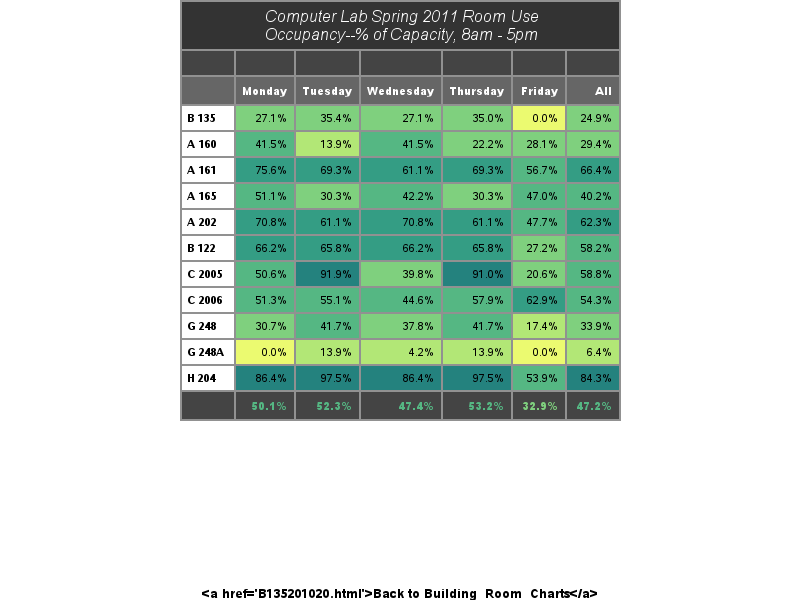 Computer Lab Spring 2011 Room Use
Occupancy--% of Capacity, 8am - 5pm
Monday Tuesday Wednesday Thursday Friday All
B 135 27.1% 35.4% 27.1% 35.0% 0.0% 24.9%
A 160 41.5% 13.9% 41.5% 22.2% 28.1% 29.4%
A 161 75.6% 69.3% 61.1% 69.3% 56.7% 66.4%
A 165 51.1% 30.3% 42.2% 30.3% 47.0% 40.2%
A 202 70.8% 61.1% 70.8% 61.1% 47.7% 62.3%
B 122 66.2% 65.8% 66.2% 65.8% 27.2% 58.2%
C 2005 50.6% 91.9% 39.8% 91.0% 20.6% 58.8%
C 2006 51.3% 55.1% 44.6% 57.9% 62.9% 54.3%
G 248 30.7% 41.7% 37.8% 41.7% 17.4% 33.9%
G 248A 0.0% 13.9% 4.2% 13.9% 0.0% 6.4%
H 204 86.4% 97.5% 86.4% 97.5% 53.9% 84.3%
50.1% 52.3% 47.4% 53.2% 32.9% 47.2%
<a href='B135201020.html'>Back to Building_Room_Charts</a>